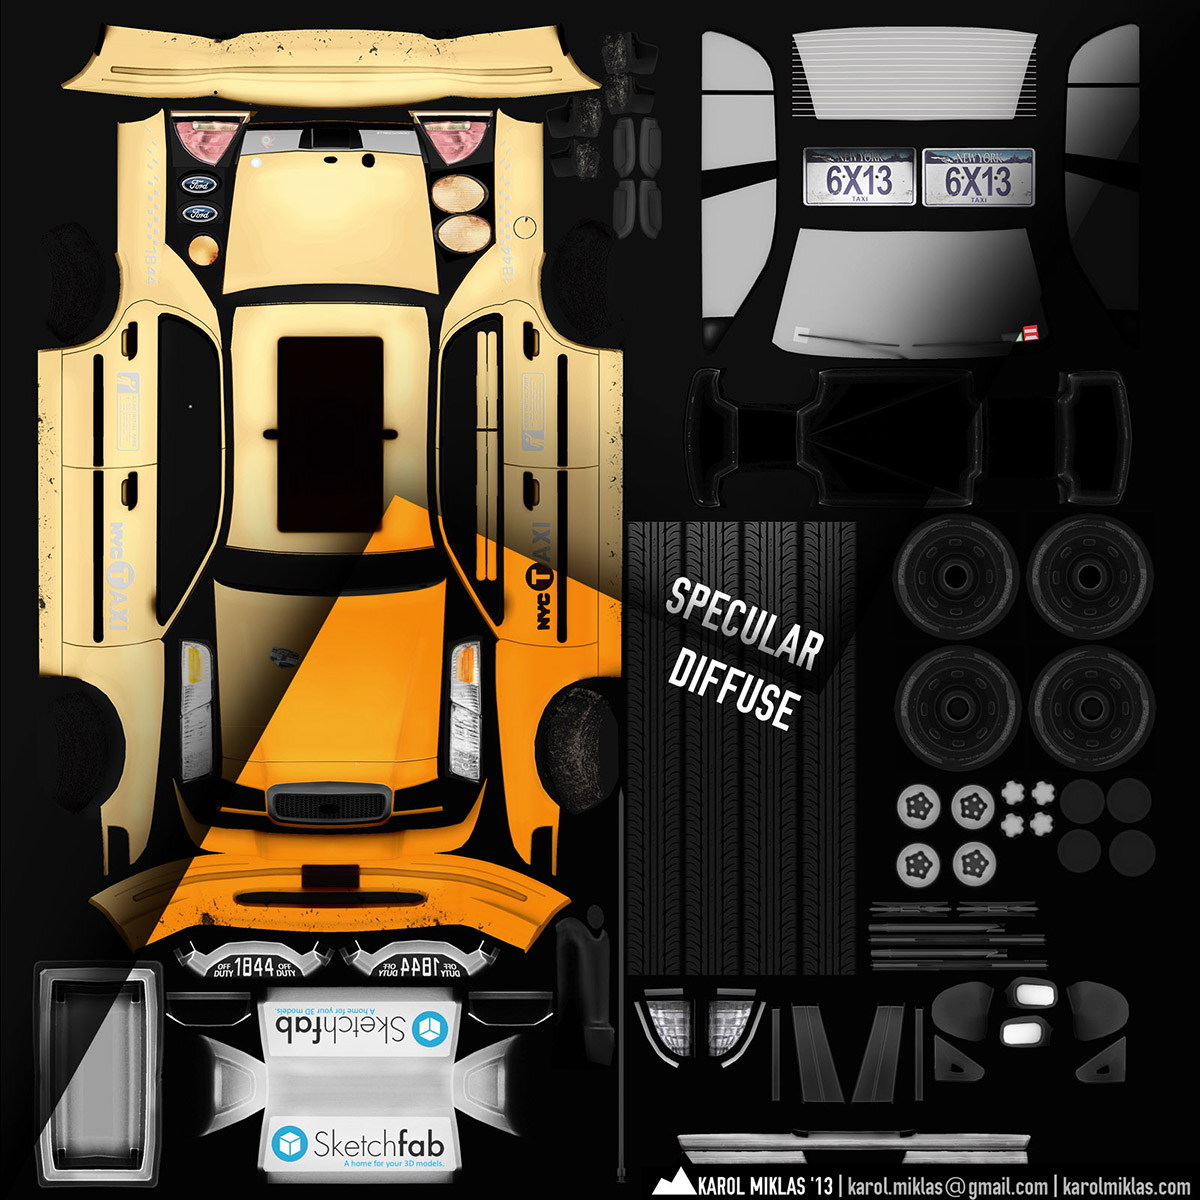 NEW YORK
6X13
TAXI
NEW YORK
6X13
TAXI
Ford
Ford
1844
1844
NYC TAXI
NYC TAXI
SPECULAR
DIFFUSE
OFF DUTY 1844 OFF DUTY
OFF DUTY 1844 OFF DUTY
Sketchfab
A home for your 3D models.
Sketchfab
A home for your 3D models.
KAROL MIKLAS '13 | karol.miklas@gmail.com | karolmiklas.com